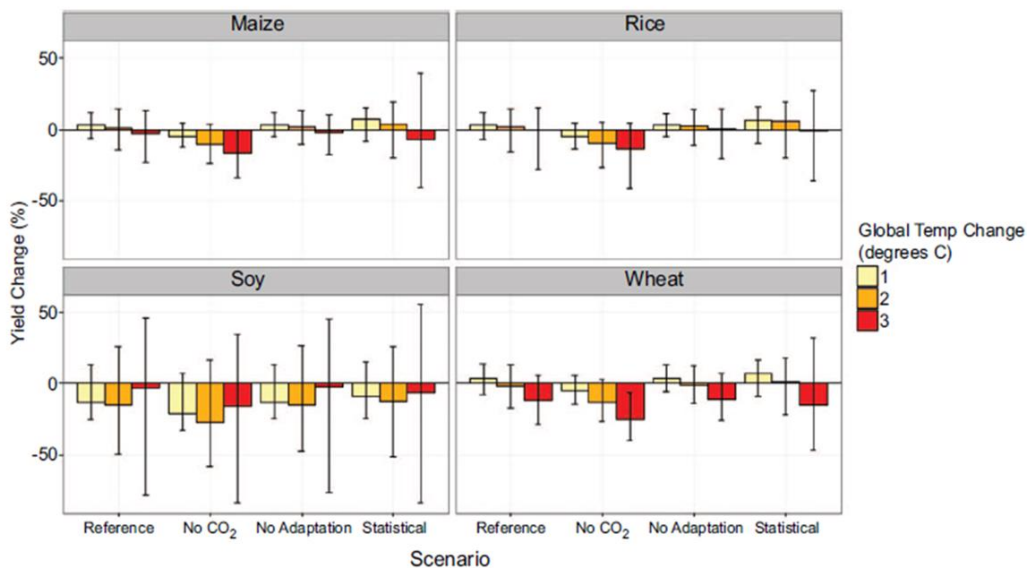 Maize
Rice
50
0
-50
Soy
Wheat
50
0
-50
Yield Change (%)
Reference
No CO2
No Adaptation
Statistical
Reference
No CO2
No Adaptation
Statistical
Scenario
Global Temp Change
(degrees C)
1
2
3